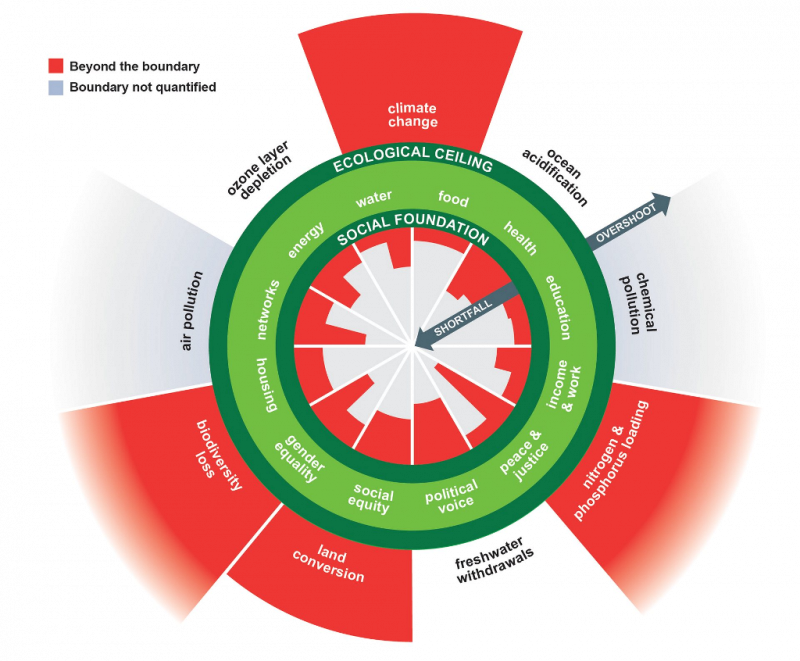 Beyond the boundary
Boundary not quantified
climate
change
ozone layer
depletion
ocean
acidification
ECOLOGICAL CEILING
water
food
energy
health
SOCIAL FOUNDATION
OVERSHOOT
SHORTFALL
air pollution
networks
education
chemical
pollution
housing
income
& work
biodiversity
loss
gender
equality
social
equity
political
voice
peace &
justice
nitrogen &
phosphorus loading
land
conversion
freshwater
withdrawals